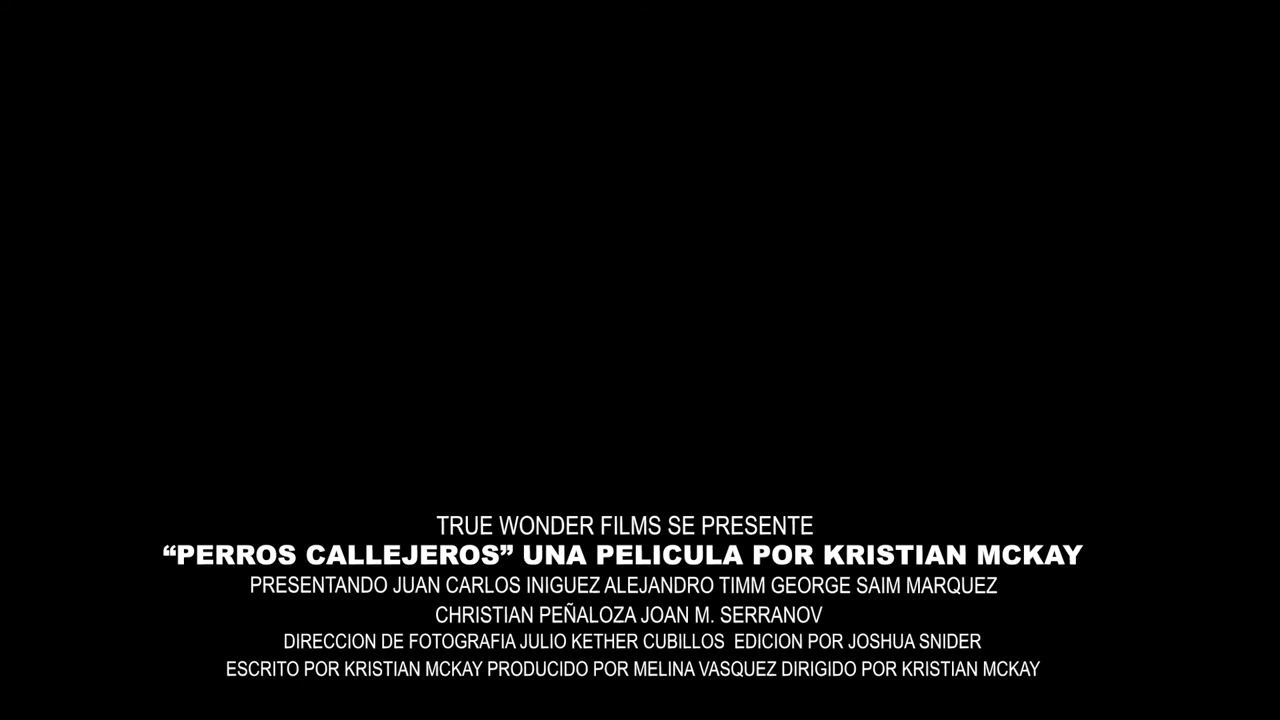 TRUE WONDER FILMS SE PRESENTE
“PERROS CALLEJEROS” UNA PELICULA POR KRISTIAN MCKAY
PRESENTANDO JUAN CARLOS INIGUEZ ALEJANDRO TIMM GEORGE SAIM MARQUEZ
CHRISTIAN PEÑALOZA JOAN M. SERRANOV
DIRECCION DE FOTOGRAFIA JULIO KETHER CUBILLOS  EDICION POR JOSHUA SNIDER
ESCRITO POR KRISTIAN MCKAY PRODUCIDO POR MELINA VASQUEZ DIRIGIDO POR KRISTIAN MCKAY